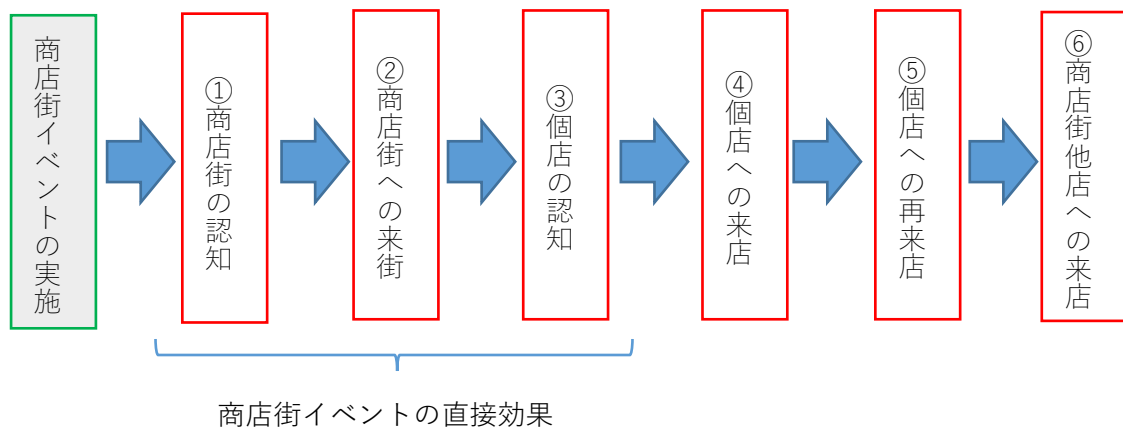 商店街イベントの実施
①商店街の認知
②商店街への来街
③個店の認知
④個店への来店
⑤個店への再来店
⑥商店街他店への来店
商店街イベントの直接効果